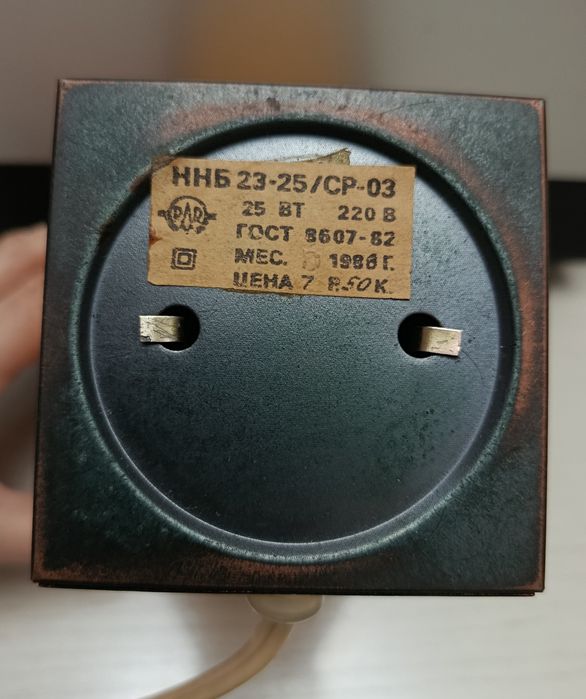 ННБ 23-25/СР-03
25 ВТ 220 В
ГОСТ 8607-82
МЕС. 1986 Г.
ЦЕНА 7 Р.50 К.